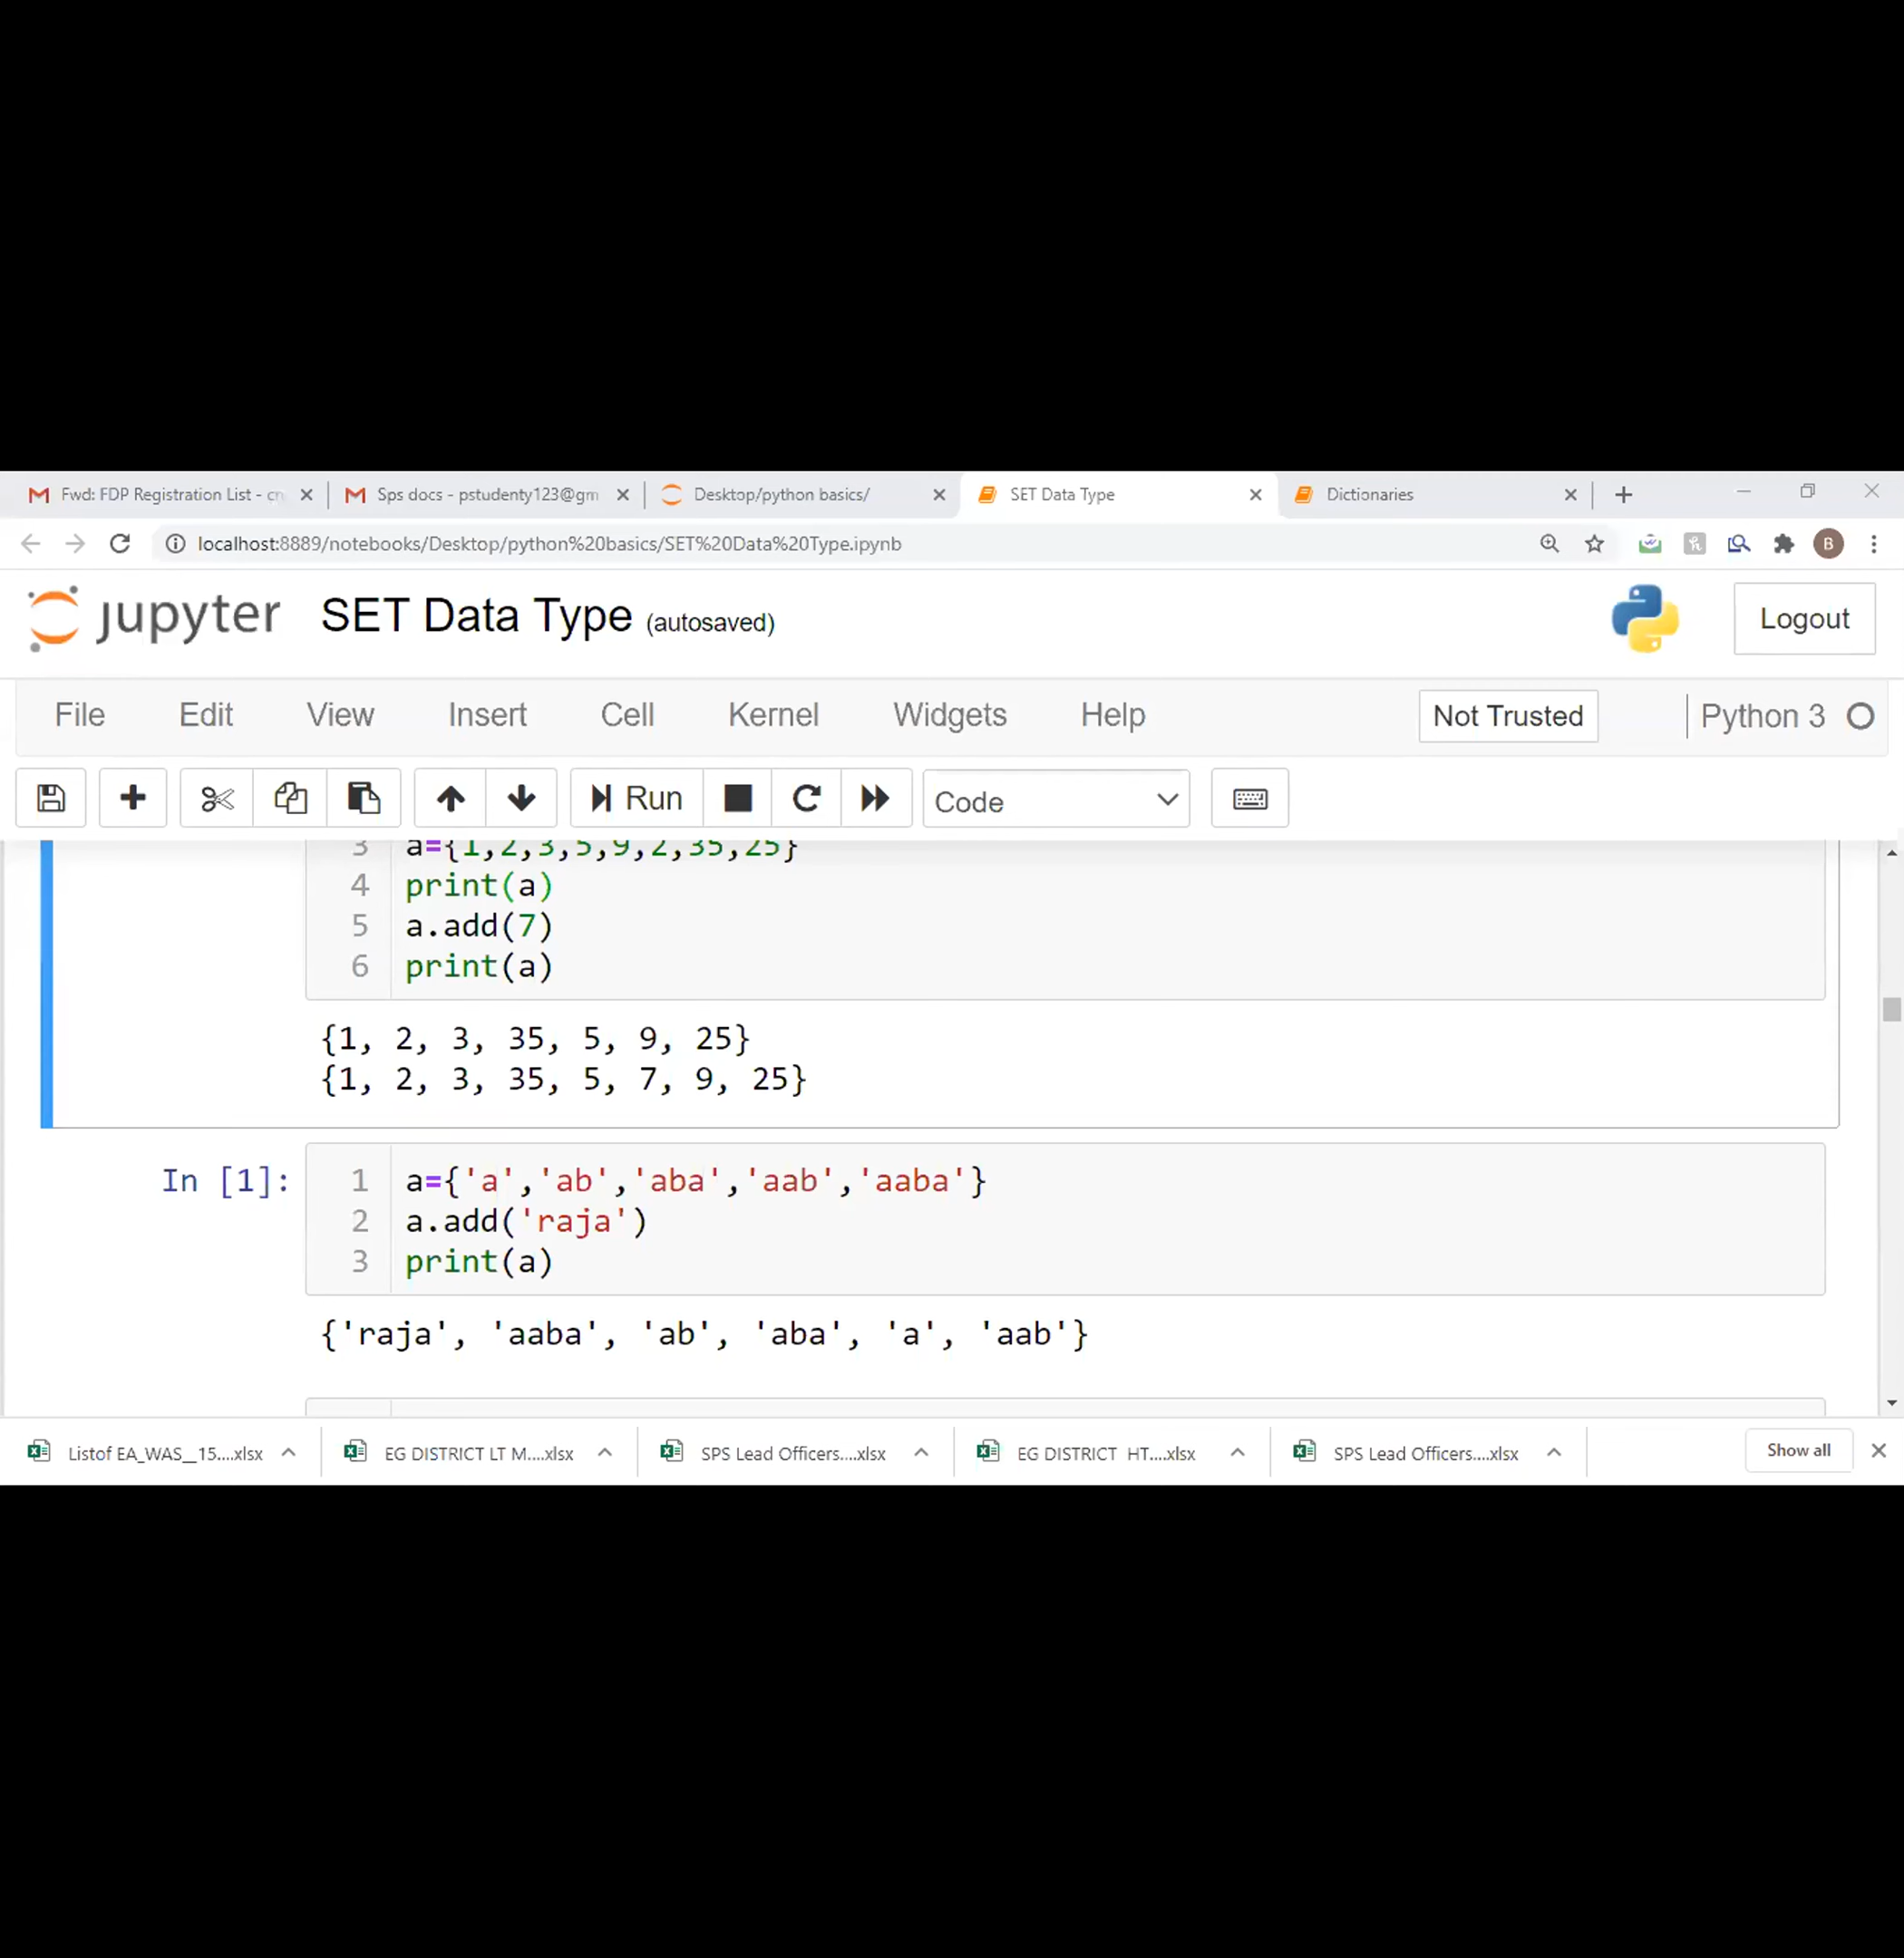 Fwd: FDP Registration List - cn
Sps docs - pstudenty123@gm
Desktop/python basics/
SET Data Type
Dictionaries
localhost:8889/notebooks/Desktop/python%20basics/SET%20Data%20Type.ipynb
B
jupyter SET Data Type (autosaved)
Logout
File Edit View Insert Cell Kernel Widgets Help Not Trusted Python 3
Run Code
3 a={1,2,3,5,9,2,35,25}
4 print(a)
5 a.add(7)
6 print(a)
{1, 2, 3, 35, 5, 9, 25}
{1, 2, 3, 35, 5, 7, 9, 25}
In [1]: 1 a={'a','ab','aba','aab','aaba'}
2 a.add('raja')
3 print(a)
{'raja', 'aaba', 'ab', 'aba', 'a', 'aab'}
Listof EA_WAS__15....xlsx EG DISTRICT LT M....xlsx SPS Lead Officers....xlsx EG DISTRICT HT....xlsx SPS Lead Officers....xlsx Show all